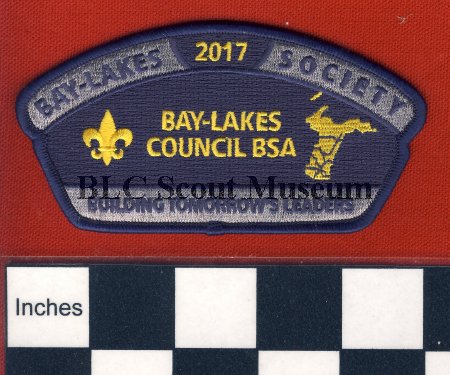 2017
BAY-LAKES SOCIETY
BAY-LAKES
COUNCIL BSA
BLC Scout Museum
BUILDING TOMORROW'S LEADERS
Inches